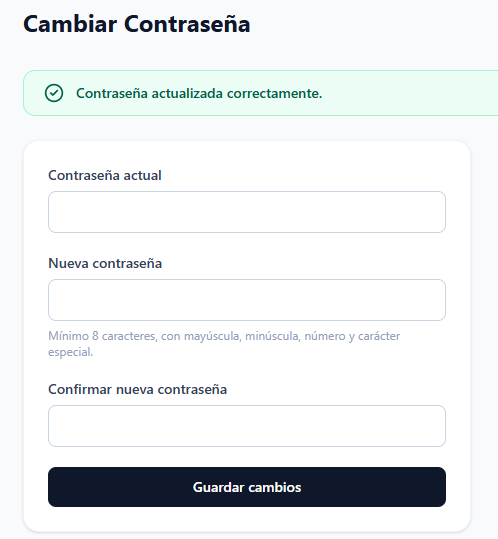 Cambiar Contraseña
Contraseña actualizada correctamente.
Contraseña actual
Nueva contraseña
Mínimo 8 caracteres, con mayúscula, minúscula, número y carácter
especial.
Confirmar nueva contraseña
Guardar cambios